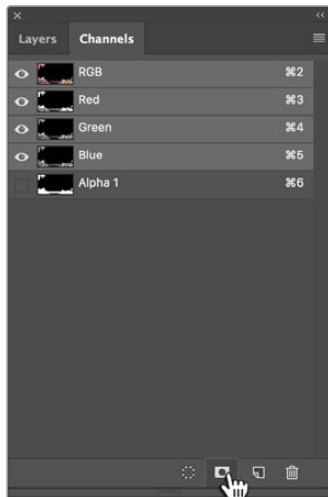 Layers Channels
RGB ⌘2
Red ⌘3
Green ⌘4
Blue ⌘5
Alpha 1 ⌘6